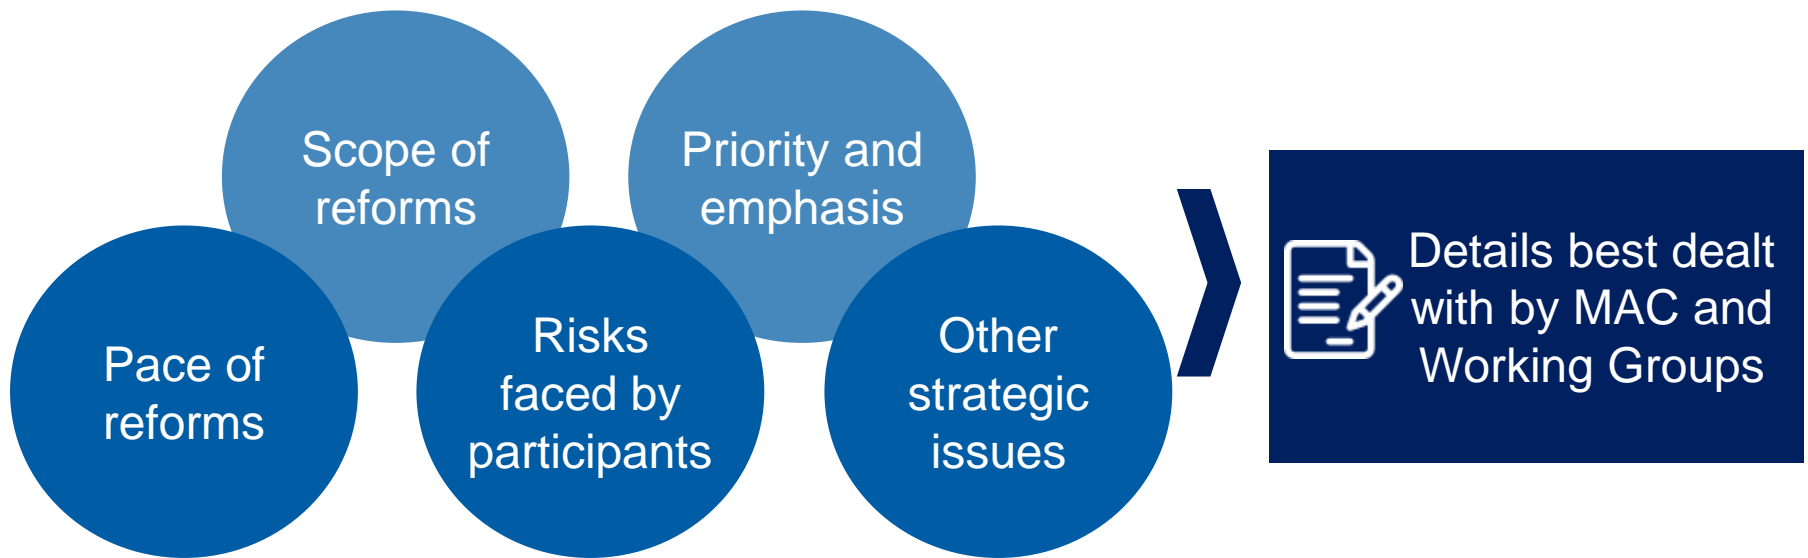 Scope of
reforms
Priority and
emphasis
Pace of
reforms
Risks
faced by
participants
Other
strategic
issues
Details best dealt
with by MAC and
Working Groups